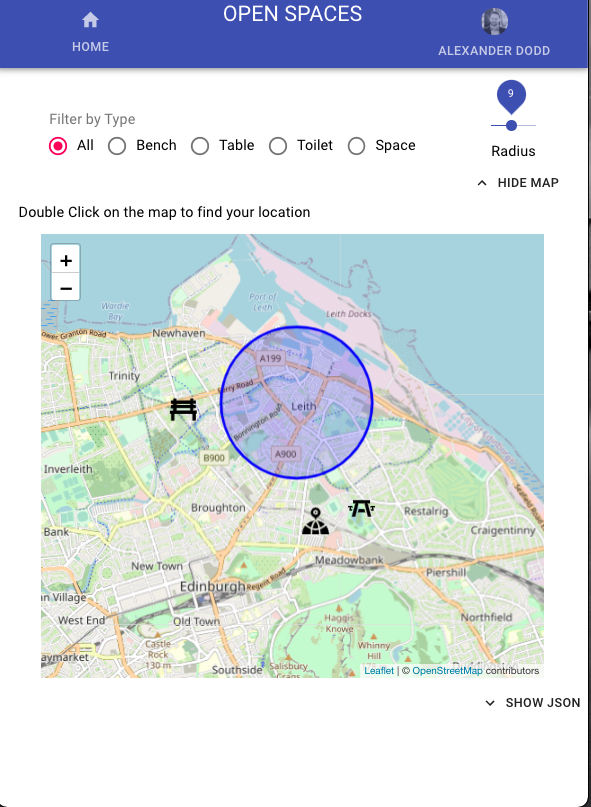 OPEN SPACES
HOME
ALEXANDER DODD
9
Filter by Type
All Bench Table Toilet Space
Radius
HIDE MAP
Double Click on the map to find your location
+
−
Wardie Bay
Port of Leith
Leith Docks
ower Granton Road
Newhaven
A199
Trinity
Ferry Road
Leith
Bonnington Road
B900
A900
Inverleith
Broughton
Restalrig
Craigentinny
Bank
Meadowbank
New Town
Piershill
Edinburgh
Regent Road
n Village
West End
Old Town
Haggis Knowe
Northfield
Castle Rock 130 m
Whinny Hill
aymarket
Southside
Salisbury
Leaflet | © OpenStreetMap contributors
SHOW JSON